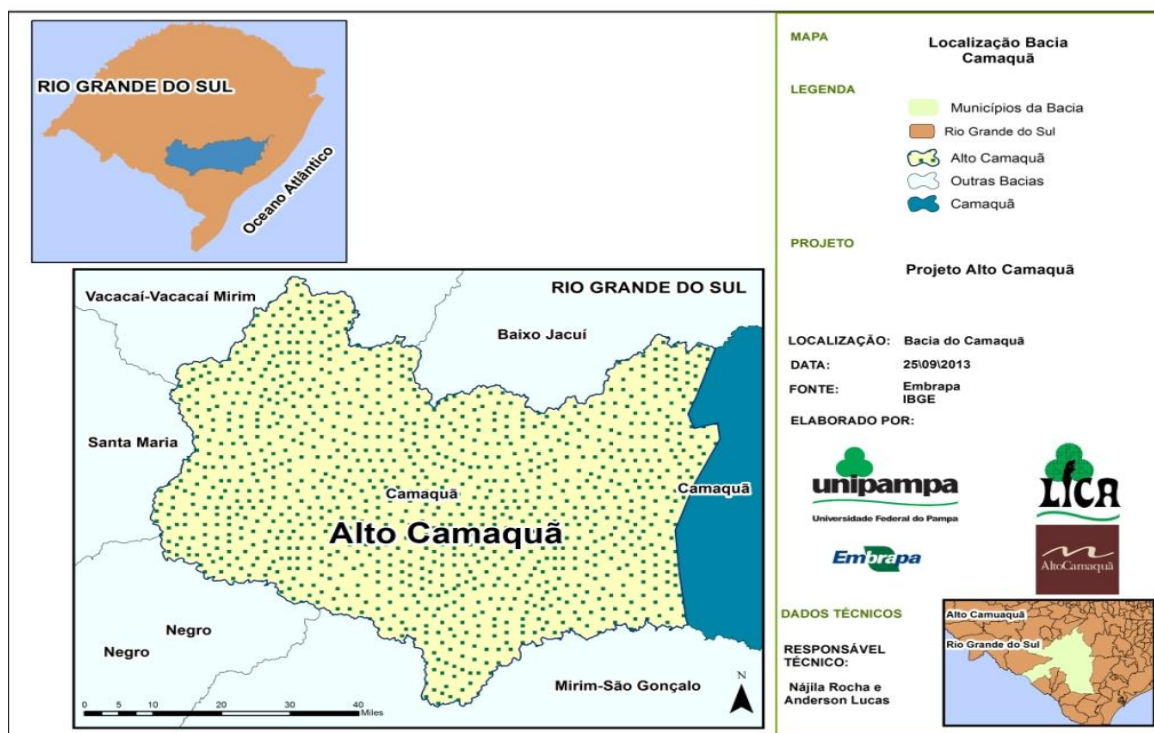 RIO GRANDE DO SUL
Oceano Atlântico
Vacacaí-Vacacaí Mirim
RIO GRANDE DO SUL
Baixo Jacuí
Santa Maria
Camaquã
Camaquã
Alto Camaquã
Negro
Negro
Mirim-São Gonçalo
N
0 5 10 20 30 40
Miles
MAPA
Localização Bacia
Camaquã
LEGENDA
Municípios da Bacia
Rio Grande do Sul
Alto Camaquã
Outras Bacias
Camaquã
PROJETO
Projeto Alto Camaquã
LOCALIZAÇÃO: Bacia do Camaquã
DATA: 25\09\2013
FONTE: Embrapa
IBGE
ELABORADO POR:
unipampa
Universidade Federal do Pampa
LICA
Embrapa
AltoCamaquã
DADOS TÉCNICOS
RESPONSÁVEL
TÉCNICO:
Nájila Rocha e
Anderson Lucas
Alto Camuaquã
Rio Grande do Sul